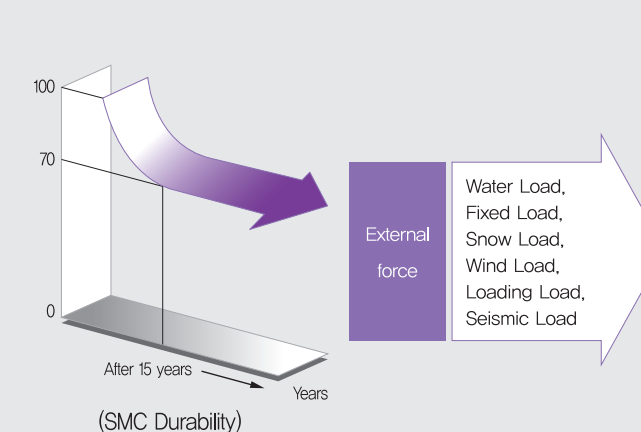 100
70
0
After 15 years
Years
(SMC Durability)
External
force
Water Load,
Fixed Load,
Snow Load,
Wind Load,
Loading Load,
Seismic Load